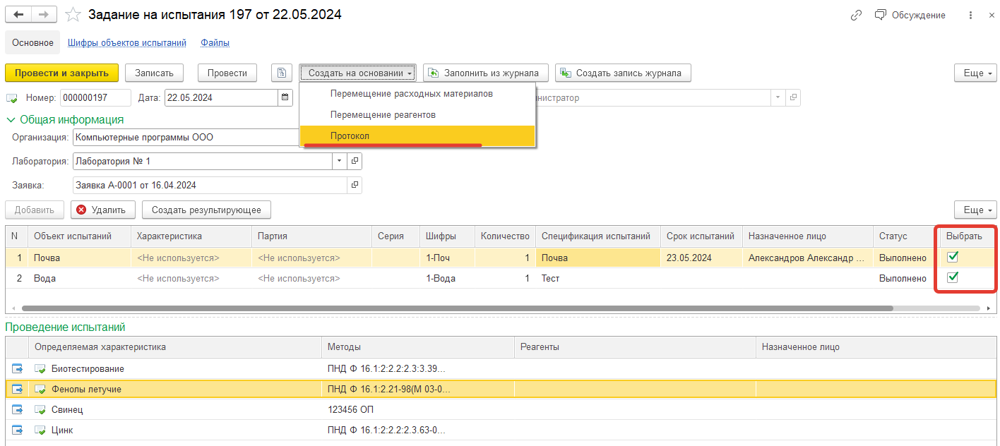 Задание на испытания 197 от 22.05.2024
Обсуждение
Основное Шифры объектов испытаний Файлы
Провести и закрыть Записать Провести Создать на основании Заполнить из журнала Создать запись журнала Еще
Номер: 000000197 Дата: 22.05.2024
Перемещение расходных материалов
Перемещение реагентов
Протокол
Общая информация
Организация: Компьютерные программы ООО
Лаборатория: Лаборатория № 1
Заявка: Заявка А-0001 от 16.04.2024
Добавить Удалить Создать результирующее Еще
N Объект испытаний Характеристика Партия Серия Шифры Количество Спецификация испытаний Срок испытаний Назначенное лицо Статус Выбрать
1 Почва <Не используется> <Не используется> 1-Поч 1 Почва 23.05.2024 Александров Александр ... Выполнено
2 Вода <Не используется> <Не используется> 1-Вода 1 Тест Выполнено
Проведение испытаний
Определяемая характеристика Методы Реагенты Назначенное лицо
Биотестирование ПНД Ф 16.1:2:2.2:2.3:3.39...
Фенолы летучие ПНД Ф 16.1:2.21-98(М 03-0...
Свинец 123456 ОП
Цинк ПНД Ф 16.1:2:2.2:2.3.63-0...